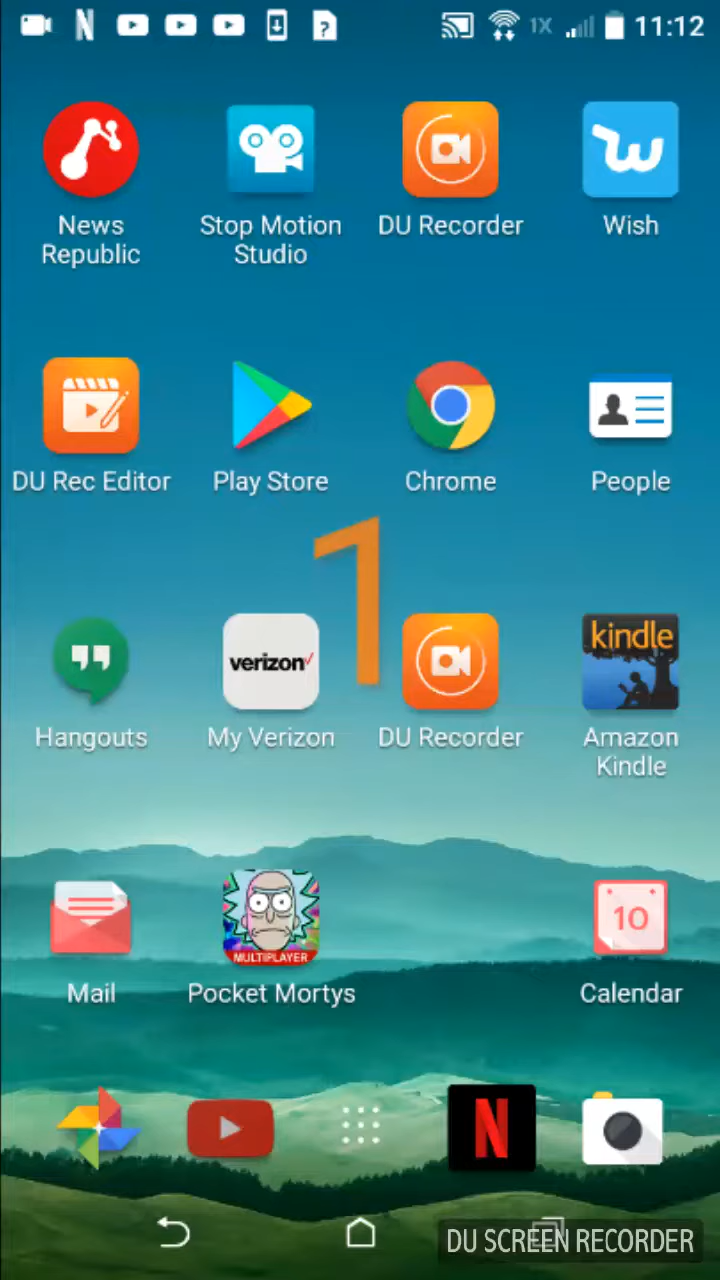 N
?
1X
11:12
News
Republic
Stop Motion
Studio
DU Recorder
W
Wish
DU Rec Editor
Play Store
Chrome
People
1
verizon
kindle
Hangouts
My Verizon
DU Recorder
Amazon
Kindle
MULTIPLAYER
10
Mail
Pocket Mortys
Calendar
N
DU SCREEN RECORDER